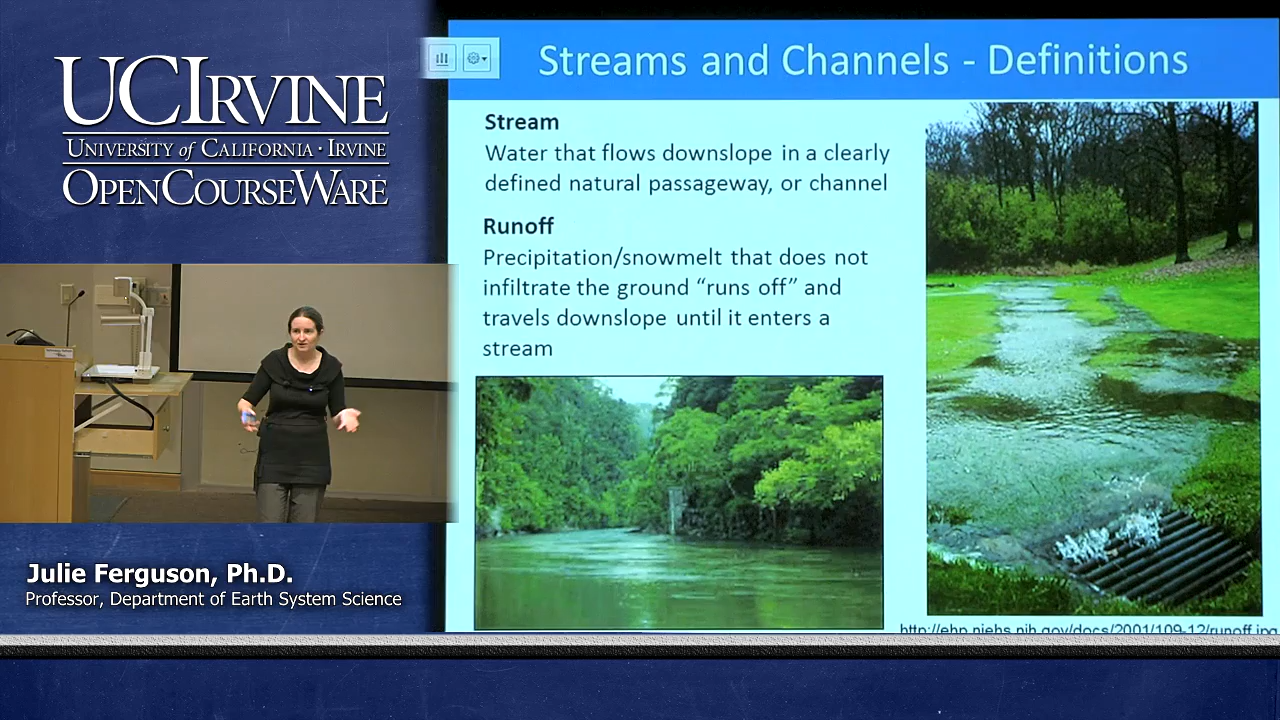 UCIRVINE
UNIVERSITY of CALIFORNIA · IRVINE
OPENCOURSEWARE
Streams and Channels - Definitions
Stream
Water that flows downslope in a clearly
defined natural passageway, or channel
Runoff
Precipitation/snowmelt that does not
infiltrate the ground “runs off” and
travels downslope until it enters a
stream
http://ehp.niehs.nih.gov/docs/2001/109-12/runoff.jpg
Julie Ferguson, Ph.D.
Professor, Department of Earth System Science